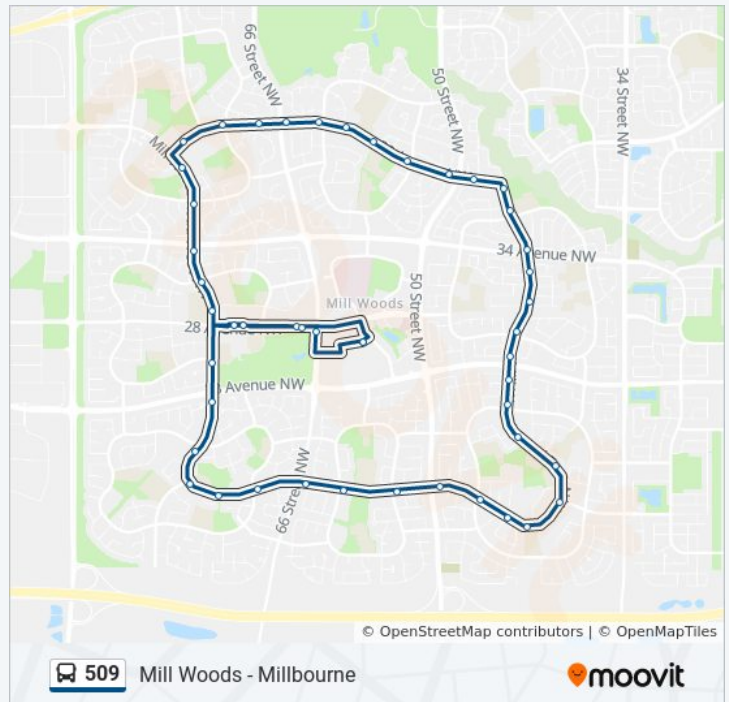 66 Street NW
50 Street NW
34 Street NW
Mil
34 Avenue NW
Mill Woods
50 Street NW
28 A
Avenue NW
66 Street NW
© OpenStreetMap contributors | © OpenMapTiles
509
Mill Woods - Millbourne
moovit